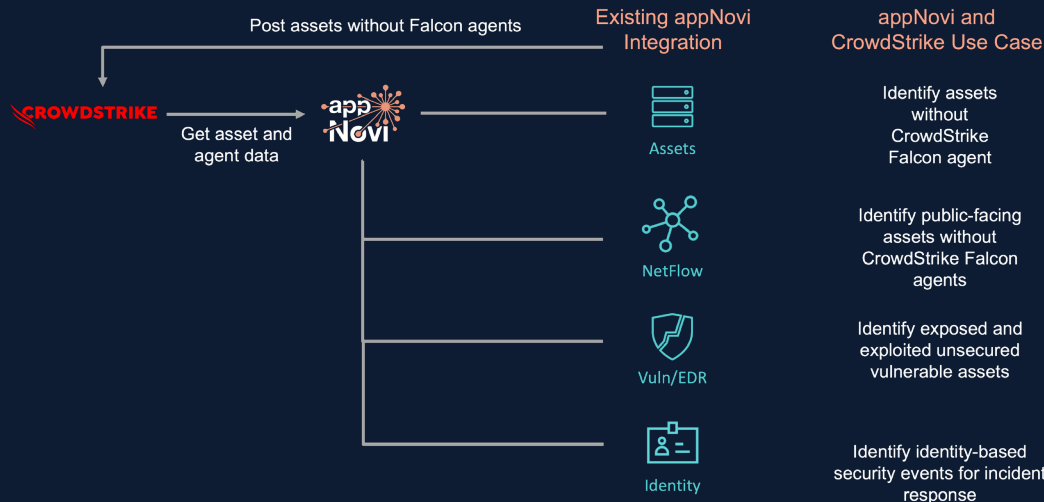 Post assets without Falcon agents
Existing appNovi
Integration
appNovi and
CrowdStrike Use Case
CROWDSTRIKE
Get asset and
agent data
app
Novi
Assets
Identify assets
without
CrowdStrike
Falcon agent
NetFlow
Identify public-facing
assets without
CrowdStrike Falcon
agents
Vuln/EDR
Identify exposed and
exploited unsecured
vulnerable assets
Identity
Identify identity-based
security events for incident
response